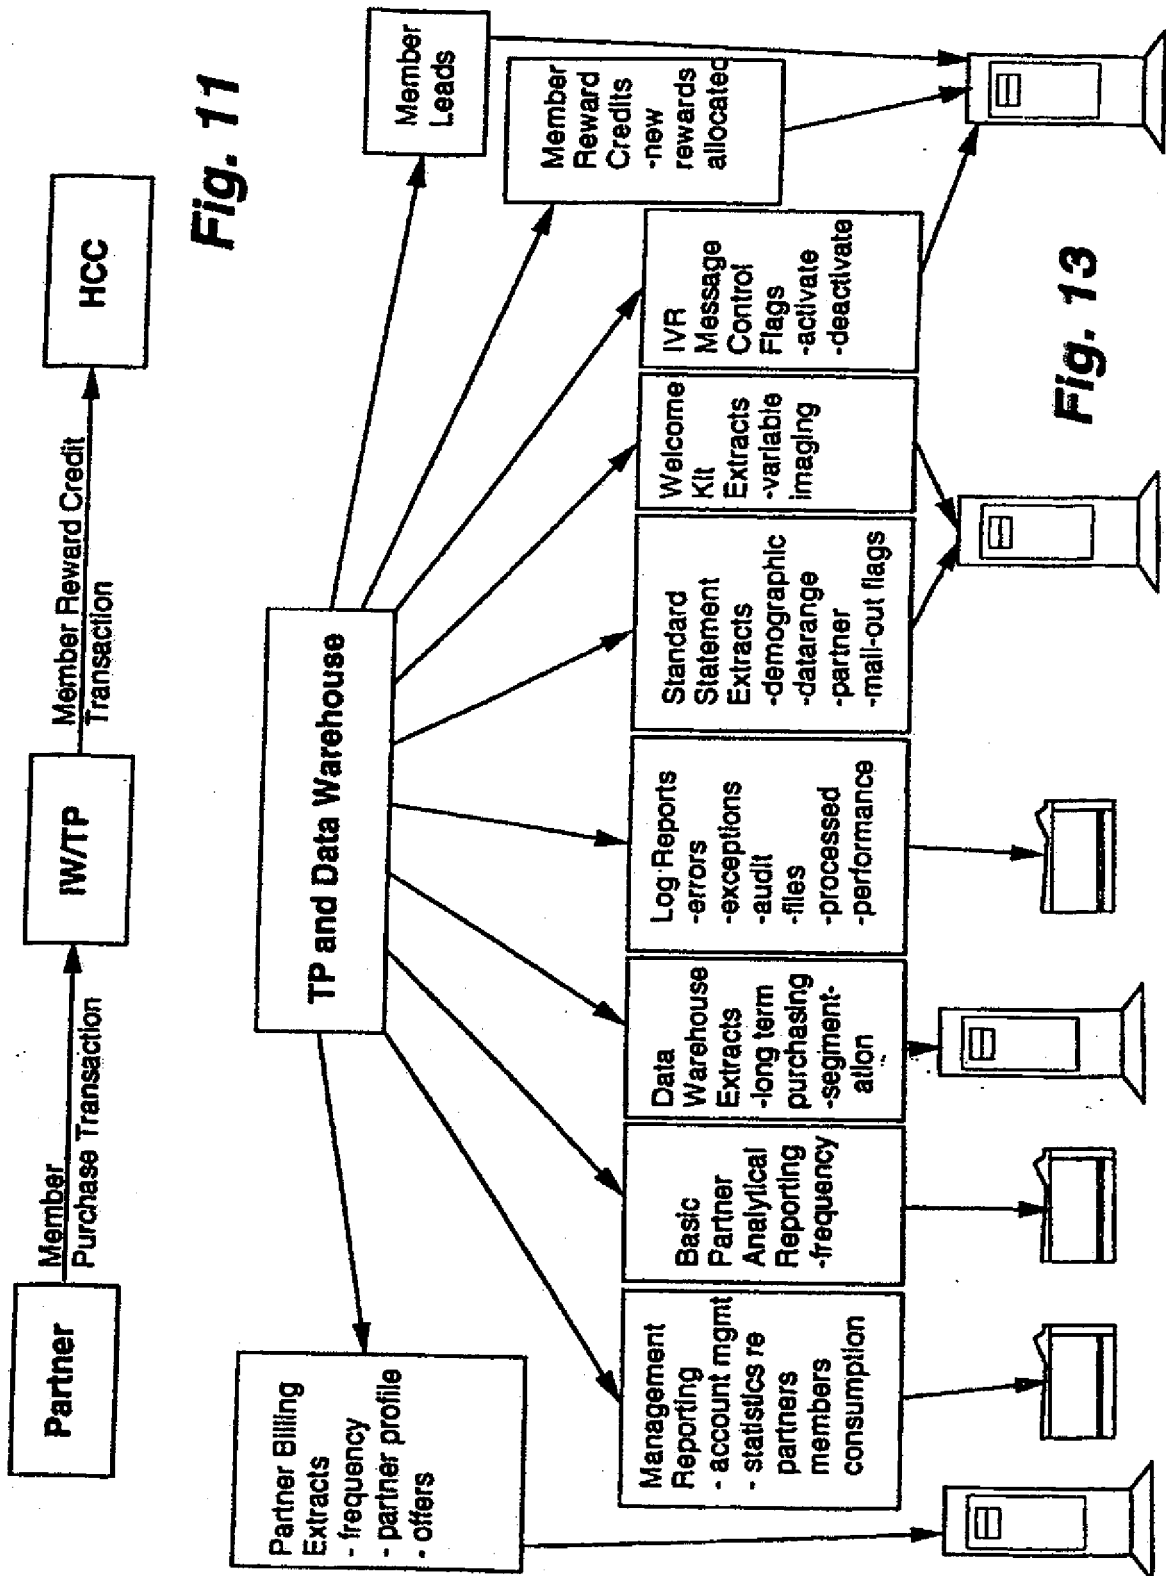 Partner
Member
Purchase Transaction
IW/TP
Member Reward Credit
Transaction
HCC
Fig. 11
TP and Data Warehouse
Partner Billing
Extracts
- frequency
- partner profile
- offers
Management
Reporting
- account mgmt
- statistics re
partners
members
consumption
Basic
Partner
Analytical
Reporting
-frequency
Data
Warehouse
Extracts
-long term
purchasing
-segment-
ation
Log Reports
-errors
-exceptions
-audit
-files
-processed
-performance
Standard
Statement
Extracts
-demographic
-datarange
-partner
-mail-out flags
Welcome
Kit
Extracts
-variable
imaging
IVR
Message
Control
Flags
-activate
-deactivate
Member
Reward
Credits
-new
rewards
allocated
Member
Leads
Fig. 13